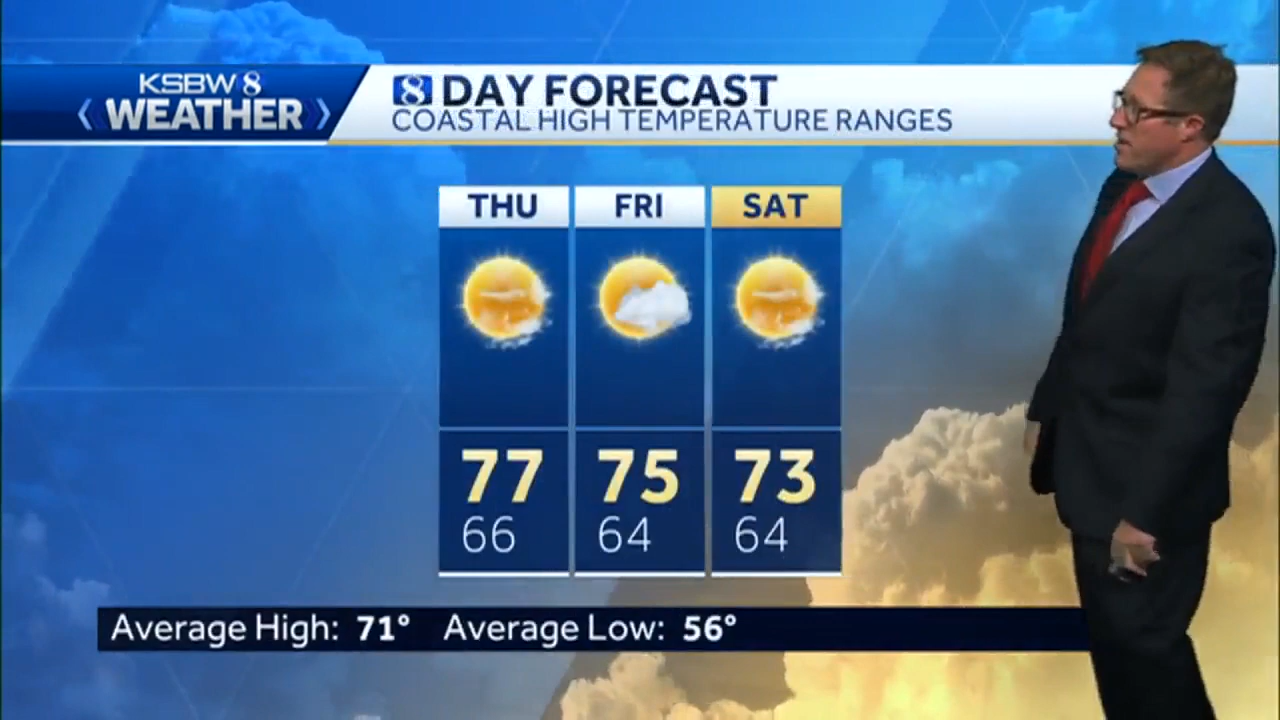 KSBW 8
WEATHER
8 DAY FORECAST
COASTAL HIGH TEMPERATURE RANGES
THU FRI SAT
77 75 73
66 64 64
Average High: 71° Average Low: 56°